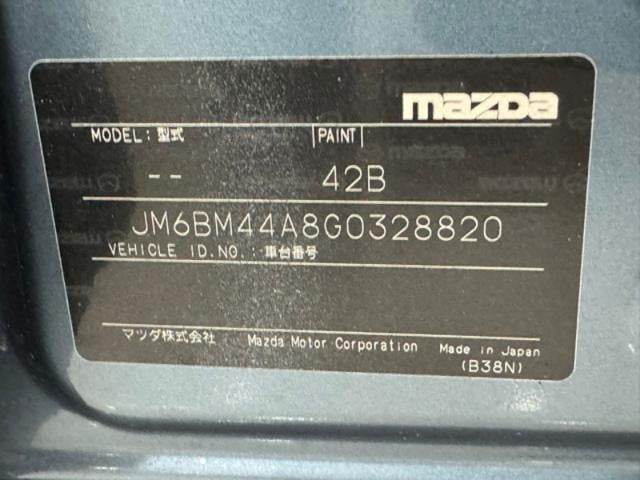 mazda
MODEL: 型式 |PAINT|
-- 42B
JM6BM44A8G0328820
VEHICLE ID.NO.: 車台番号
マツダ株式会社 Mazda Motor Corporation Made in Japan
(B38N)